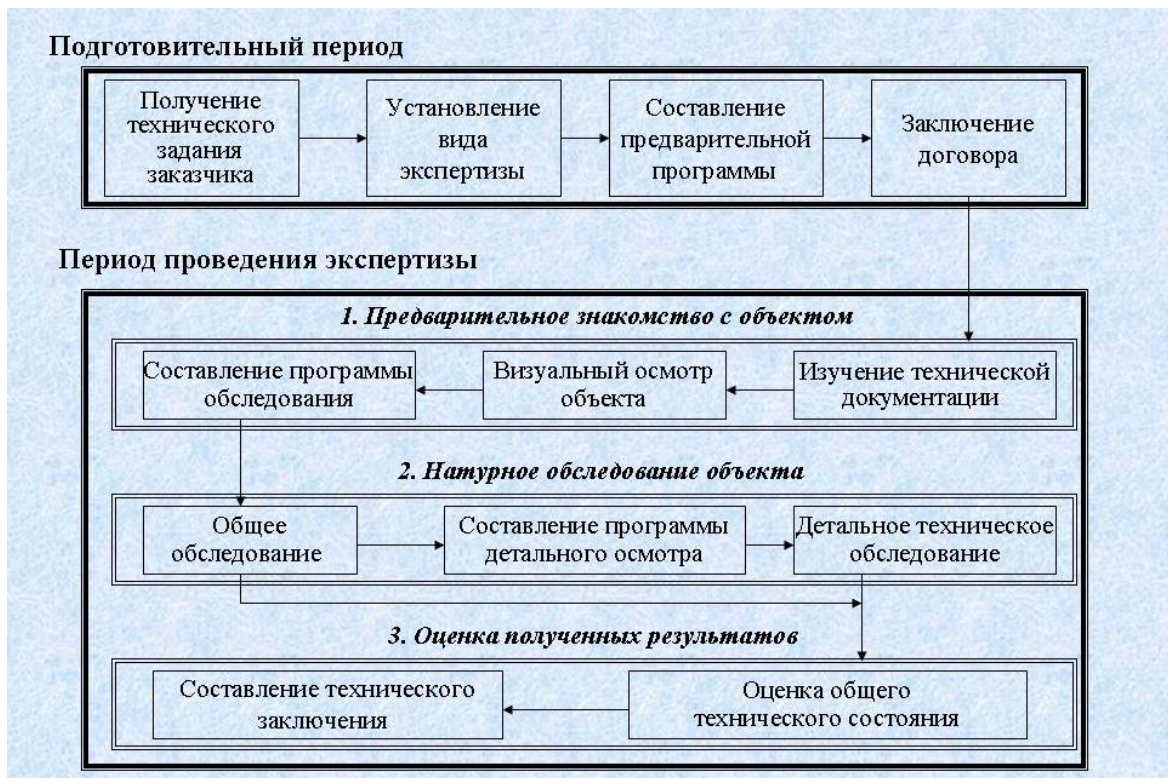 Подготовительный период
Получение
технического
задания
заказчика
Установление
вида
экспертизы
Составление
предварительной
программы
Заключение
договора
Период проведения экспертизы
1. Предварительное знакомство с объектом
Составление программы
обследования
Визуальный осмотр
объекта
Изучение технической
документации
2. Натурное обследование объекта
Общее
обследование
Составление программы
детального осмотра
Детальное техническое
обследование
3. Оценка полученных результатов
Составление технического
заключения
Оценка общего
технического состояния